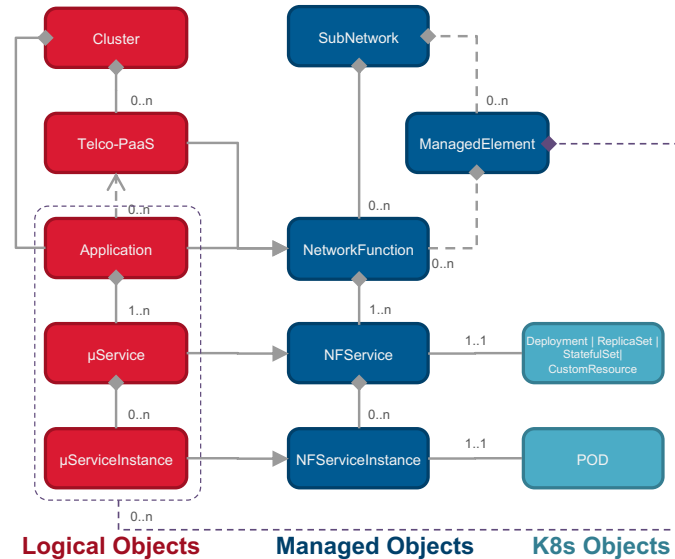 Cluster
SubNetwork
0..n
0..n
Telco-PaaS
ManagedElement
0..n
0..n
0..n
Application
NetworkFunction
1..n
1..n
µService
NFService
1..1
Deployment | ReplicaSet |
StatefulSet|
CustomResource
0..n
0..n
µServiceInstance
NFServiceInstance
1..1
POD
0..n
Logical Objects
Managed Objects
K8s Objects